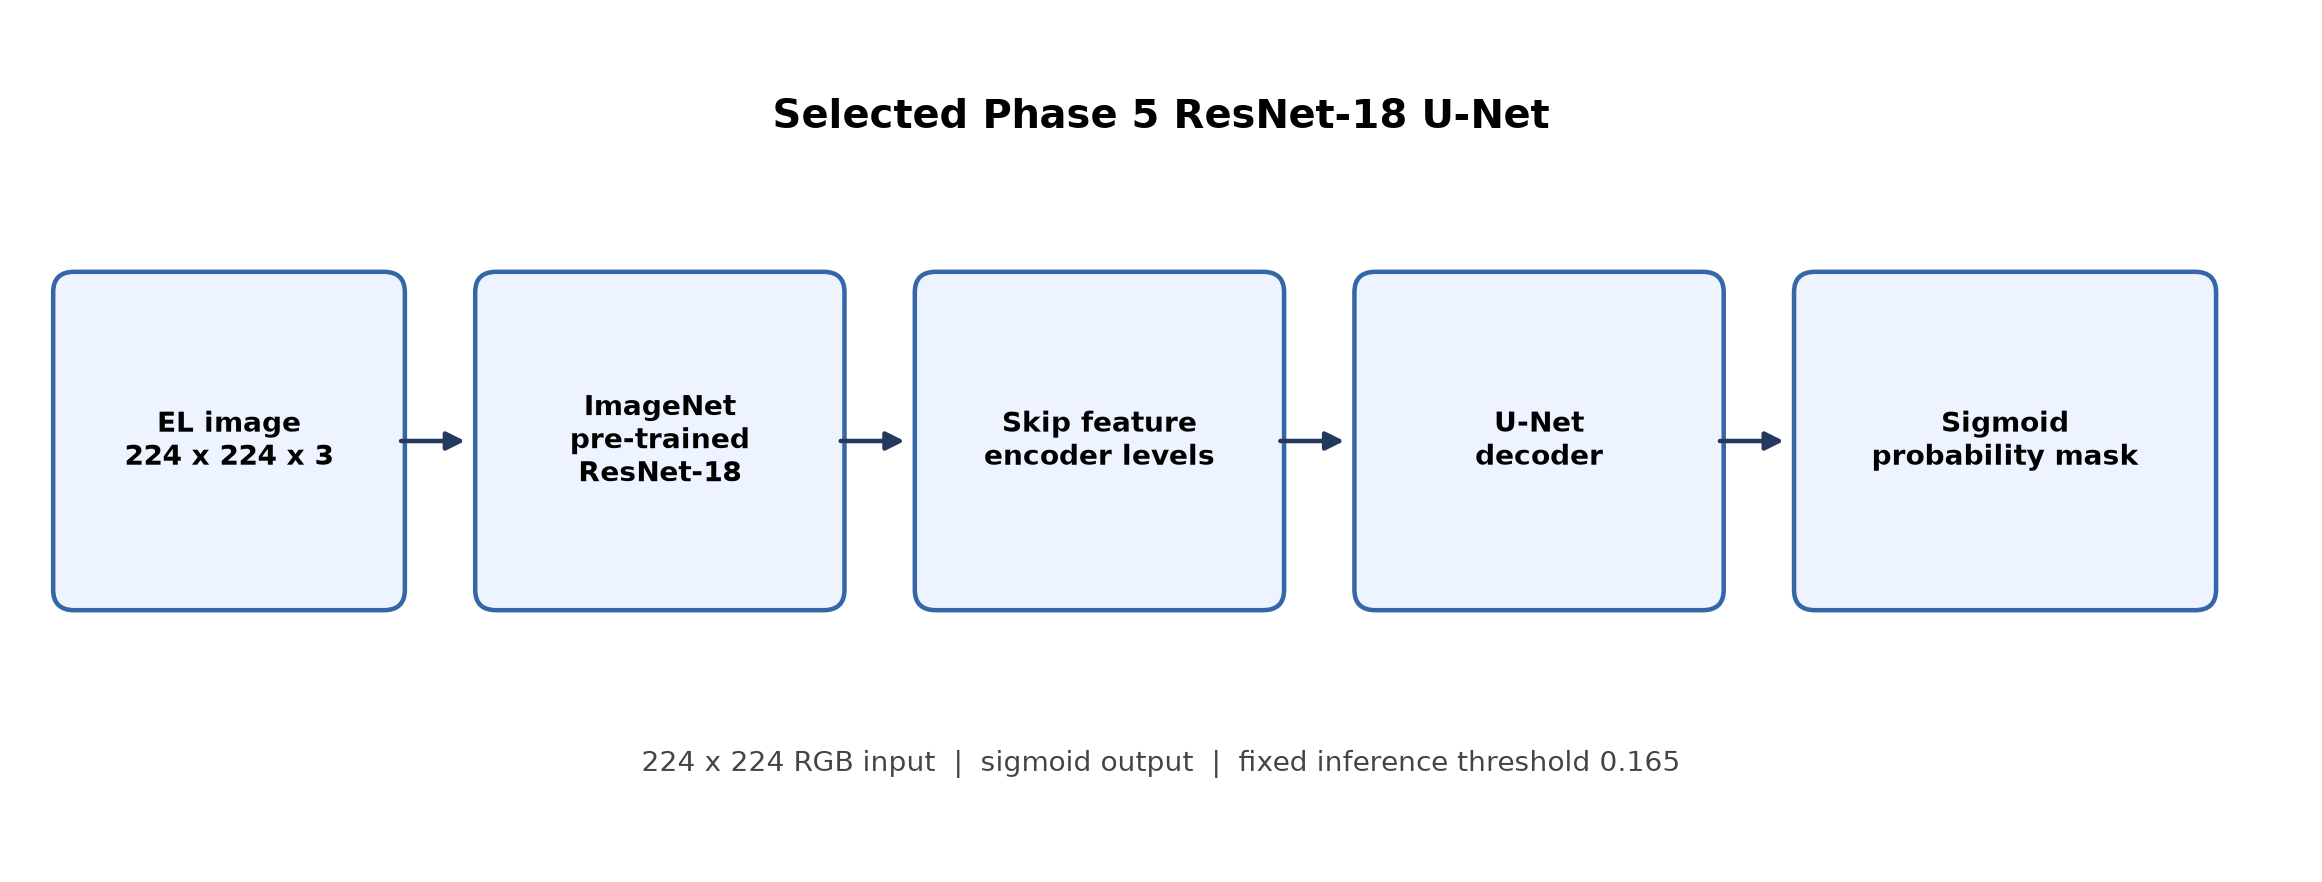 Selected Phase 5 ResNet-18 U-Net
EL image
224 x 224 x 3
ImageNet
pre-trained
ResNet-18
Skip feature
encoder levels
U-Net
decoder
Sigmoid
probability mask
224 x 224 RGB input | sigmoid output | fixed inference threshold 0.165